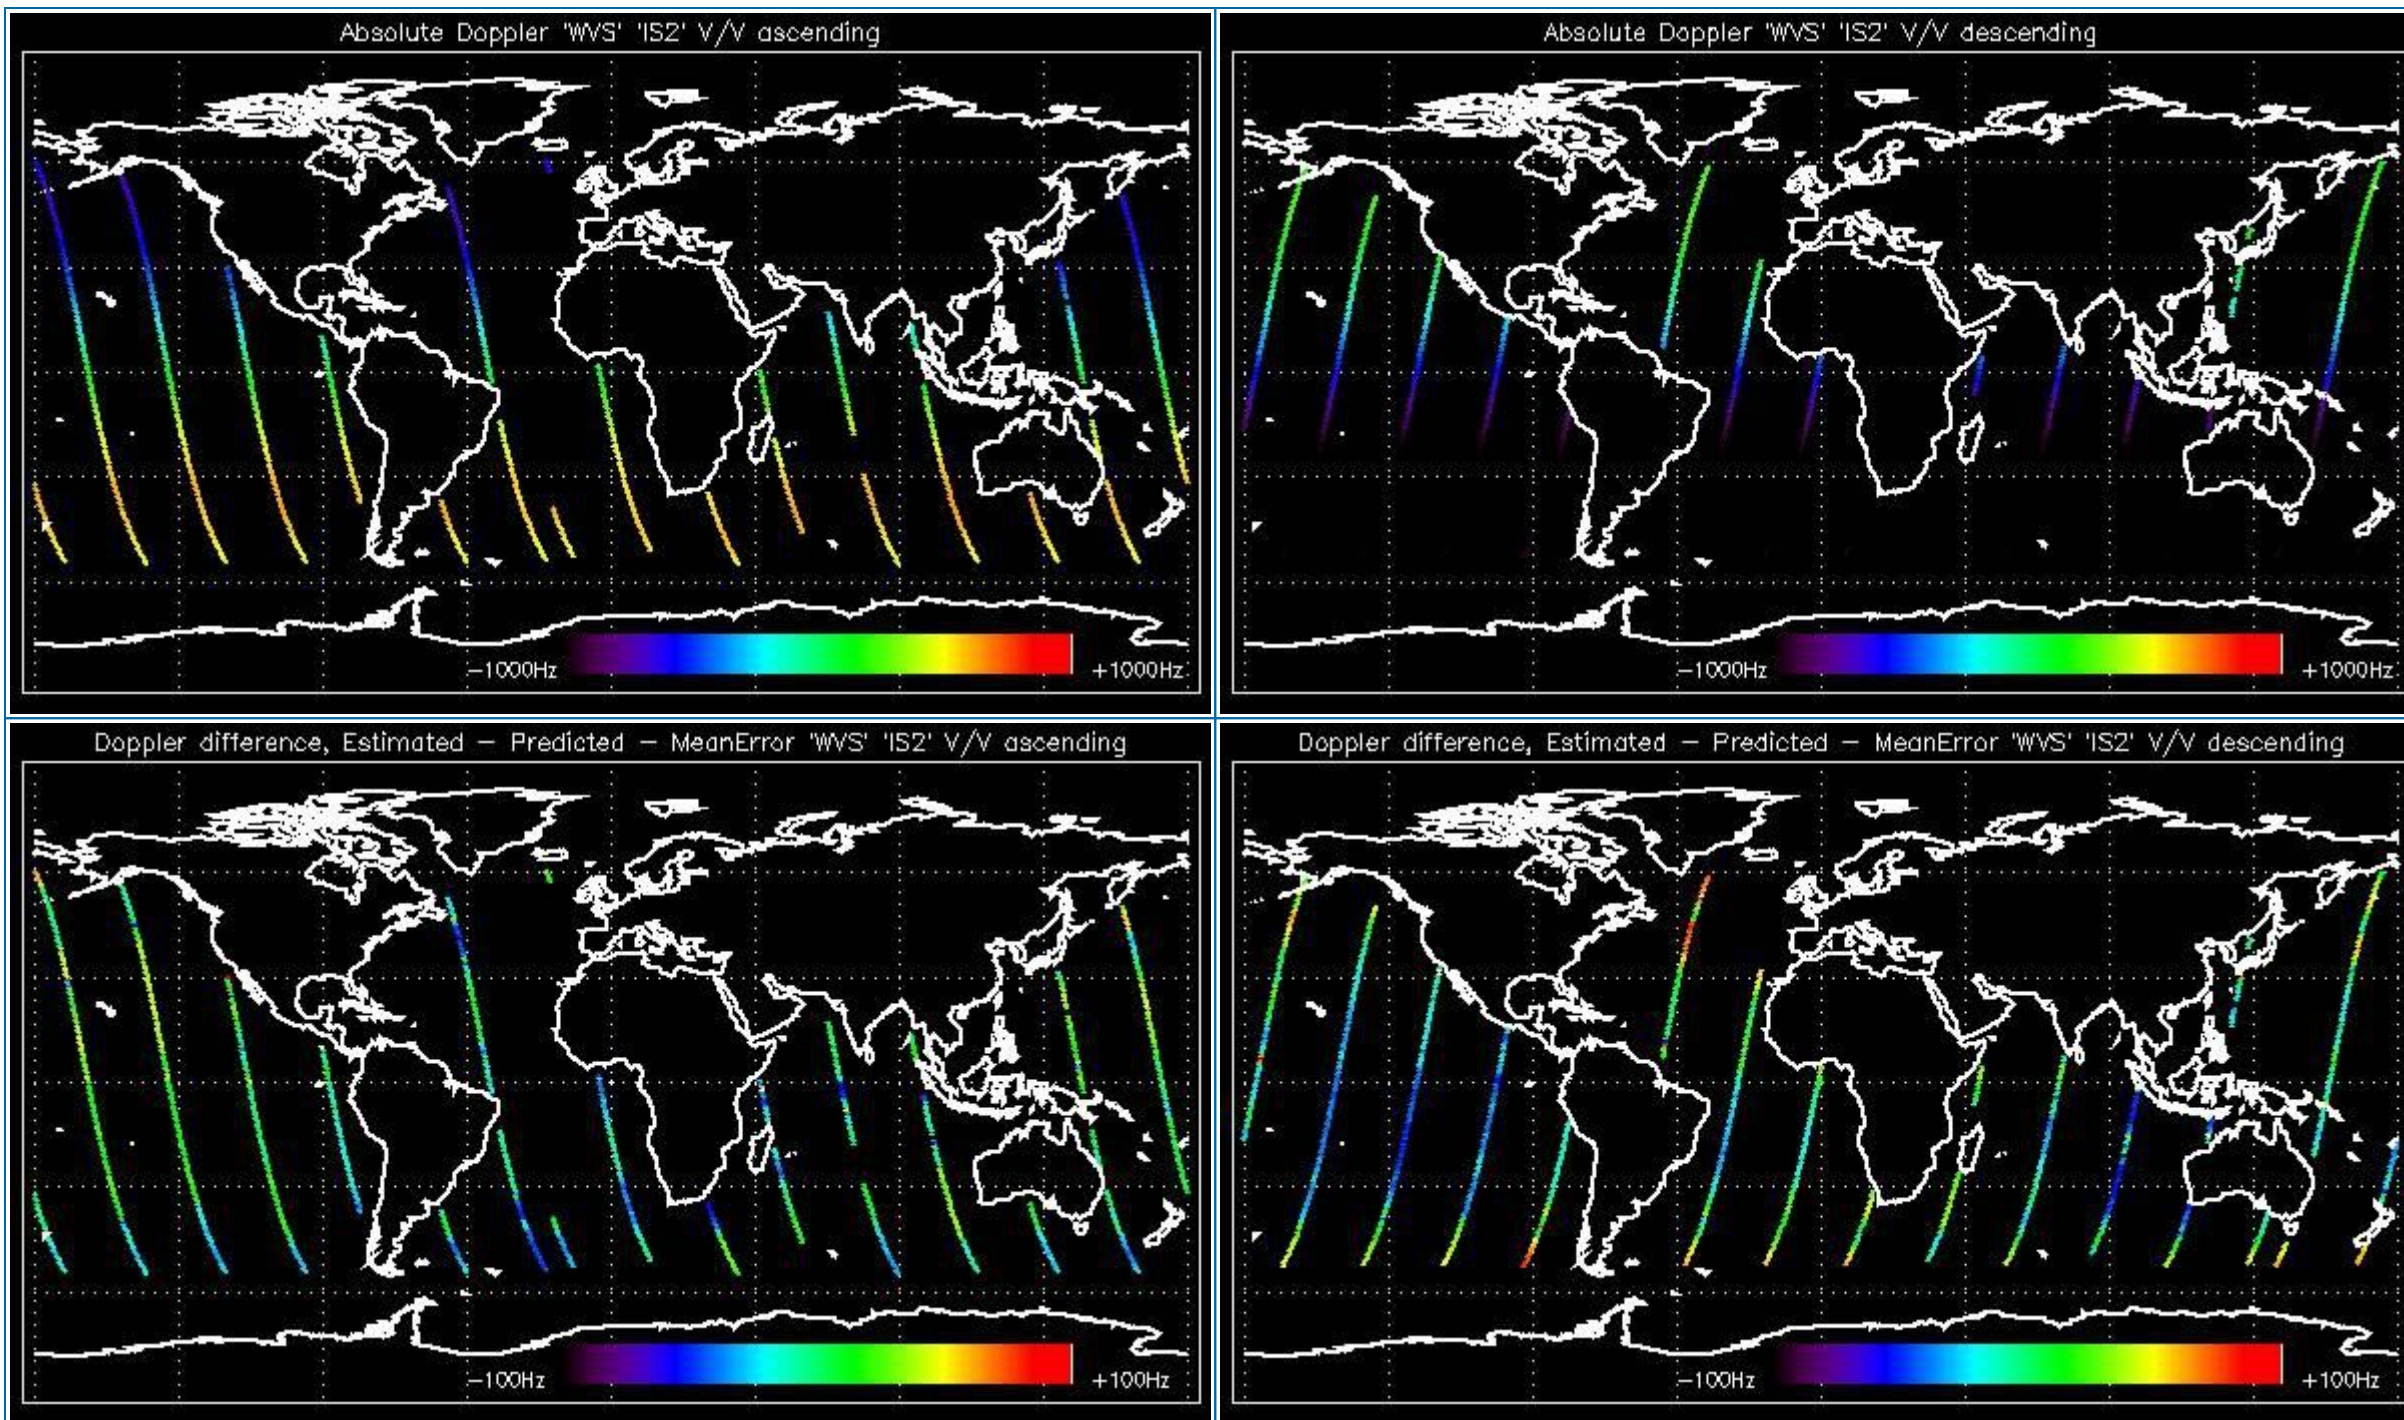 Absolute Doppler 'WVS' 'IS2' V/V ascending
-1000Hz
+1000Hz
Absolute Doppler 'WVS' 'IS2' V/V descending
-1000Hz
+1000Hz
Doppler difference, Estimated - Predicted - MeanError 'WVS' 'IS2' V/V ascending
-100Hz
+100Hz
Doppler difference, Estimated - Predicted - MeanError 'WVS' 'IS2' V/V descending
-100Hz
+100Hz